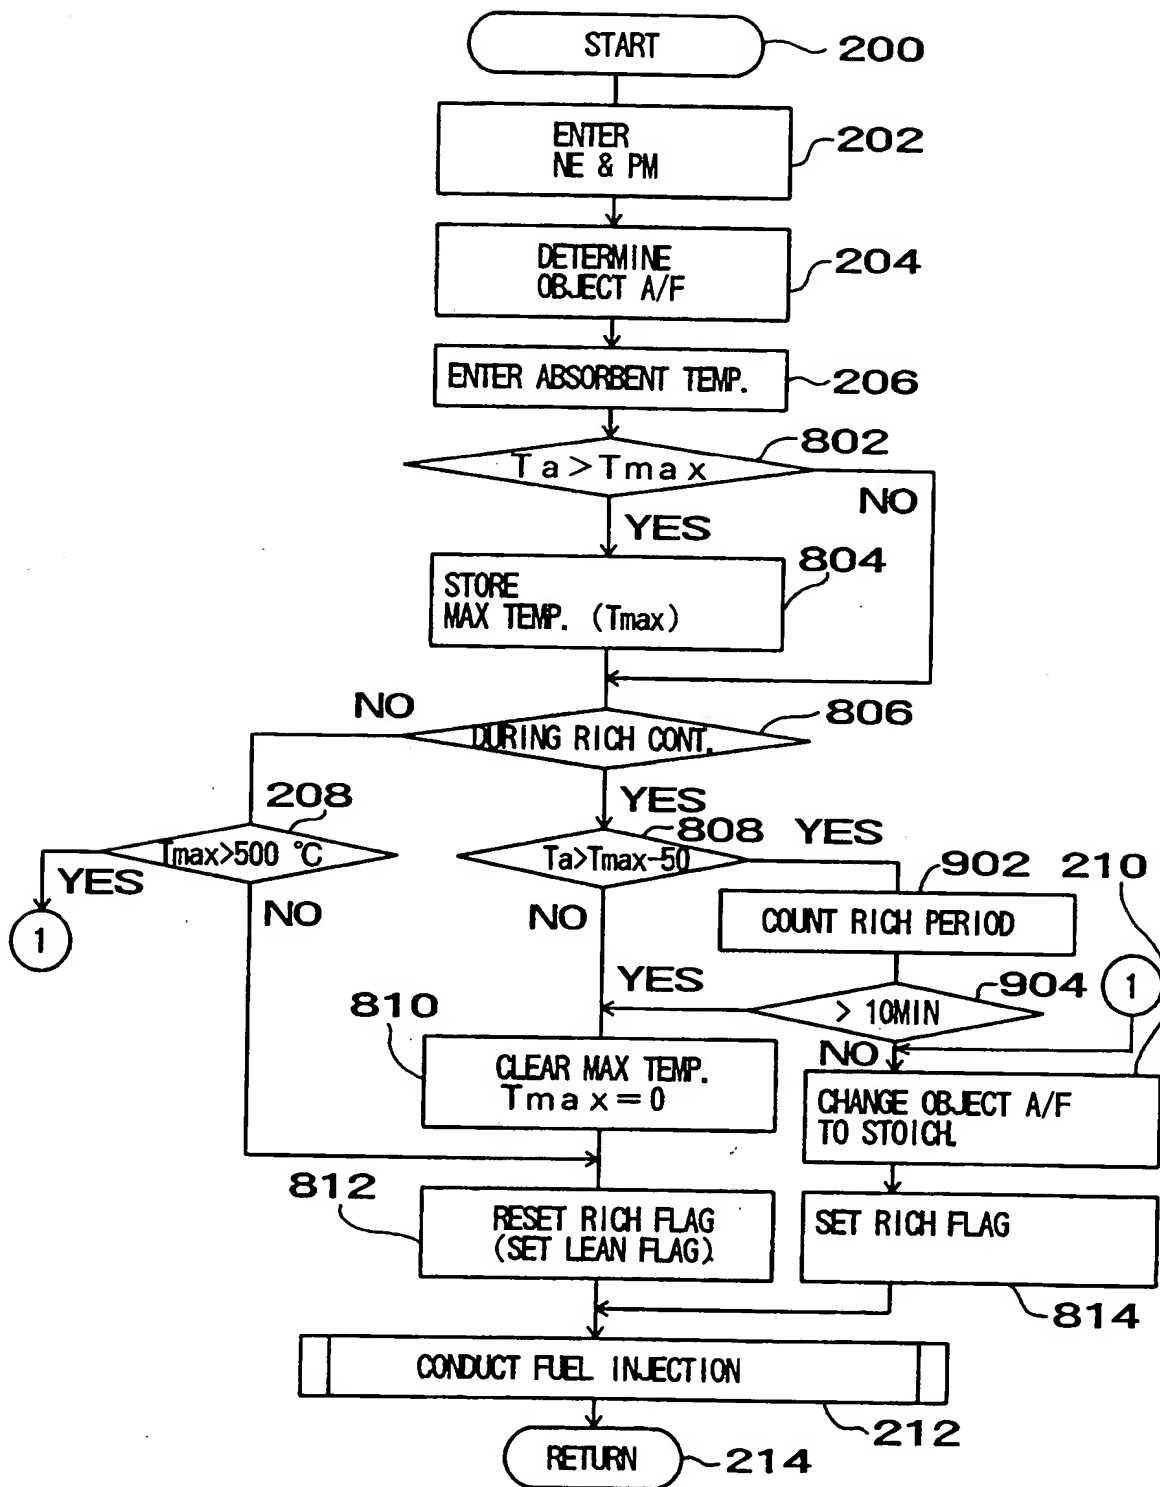 START
200
ENTER
NE & PM
202
DETERMINE
OBJECT A/F
204
ENTER ABSORBENT TEMP.
206
802
Ta>Tmax
NO
YES
804
STORE
MAX TEMP. (Tmax)
NO
806
DURING RICH CONT.
208
YES
808
YES
Tmax>500 °C
Ta>Tmax-50
902
210
YES
NO
NO
COUNT RICH PERIOD
1
YES
904
1
810
> 10MIN
NO
CLEAR MAX TEMP.
Tmax=0
CHANGE OBJECT A/F
TO STOICH.
812
RESET RICH FLAG
(SET LEAN FLAG)
SET RICH FLAG
814
CONDUCT FUEL INJECTION
212
RETURN
214